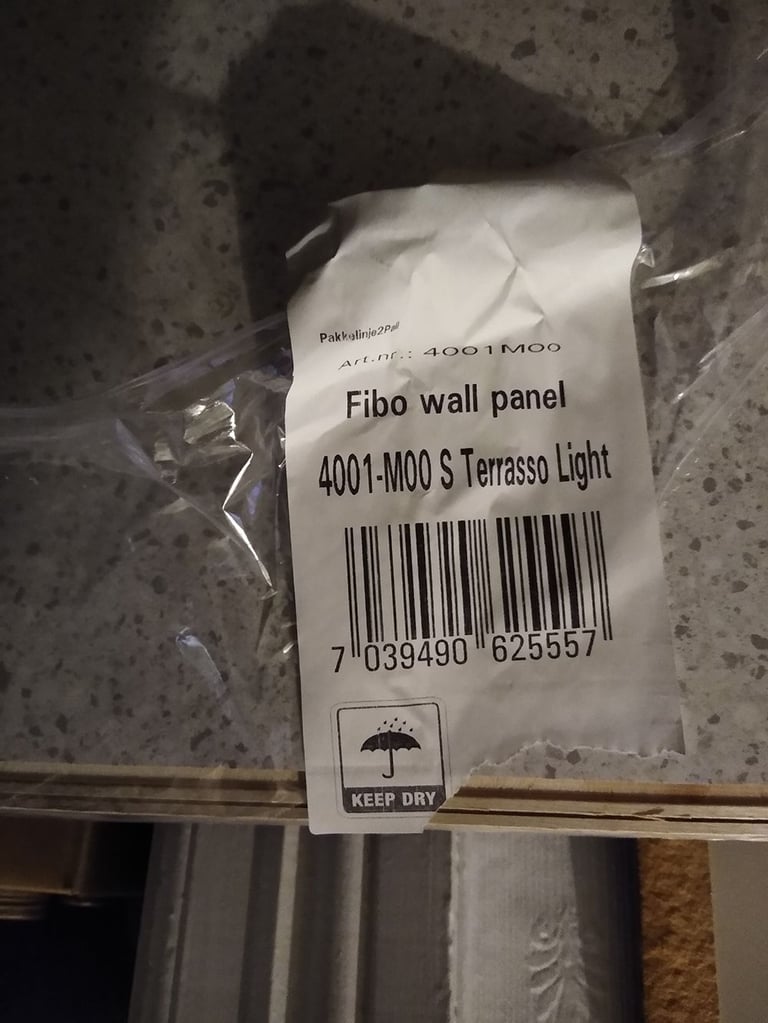 Pakkelinje2Pall
Art.nr.: 4001M00
Fibo wall panel
4001-M00 S Terrasso Light
7 039490 625557
KEEP DRY